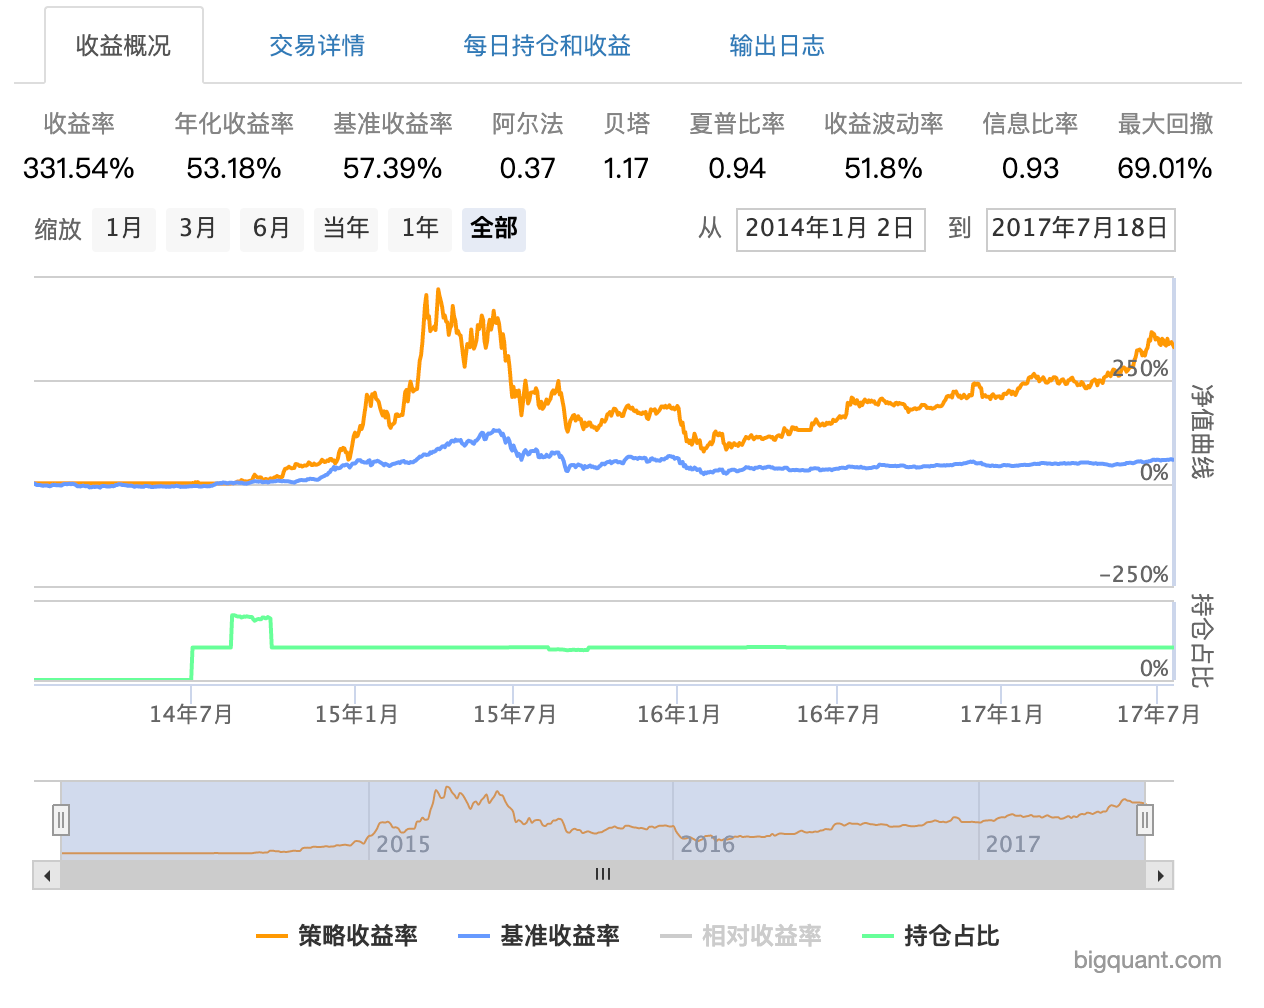 收益概况 交易详情 每日持仓和收益 输出日志
收益率 年化收益率 基准收益率 阿尔法 贝塔 夏普比率 收益波动率 信息比率 最大回撤
331.54% 53.18% 57.39% 0.37 1.17 0.94 51.8% 0.93 69.01%
缩放 1月 3月 6月 当年 1年 全部 从 2014年1月 2日 到 2017年7月18日
250%
净值曲线
0%
-250%
持仓占比
0%
14年7月 15年1月 15年7月 16年1月 16年7月 17年1月 17年7月
2015 2016 2017
策略收益率 基准收益率 相对收益率 持仓占比
bigquant.com